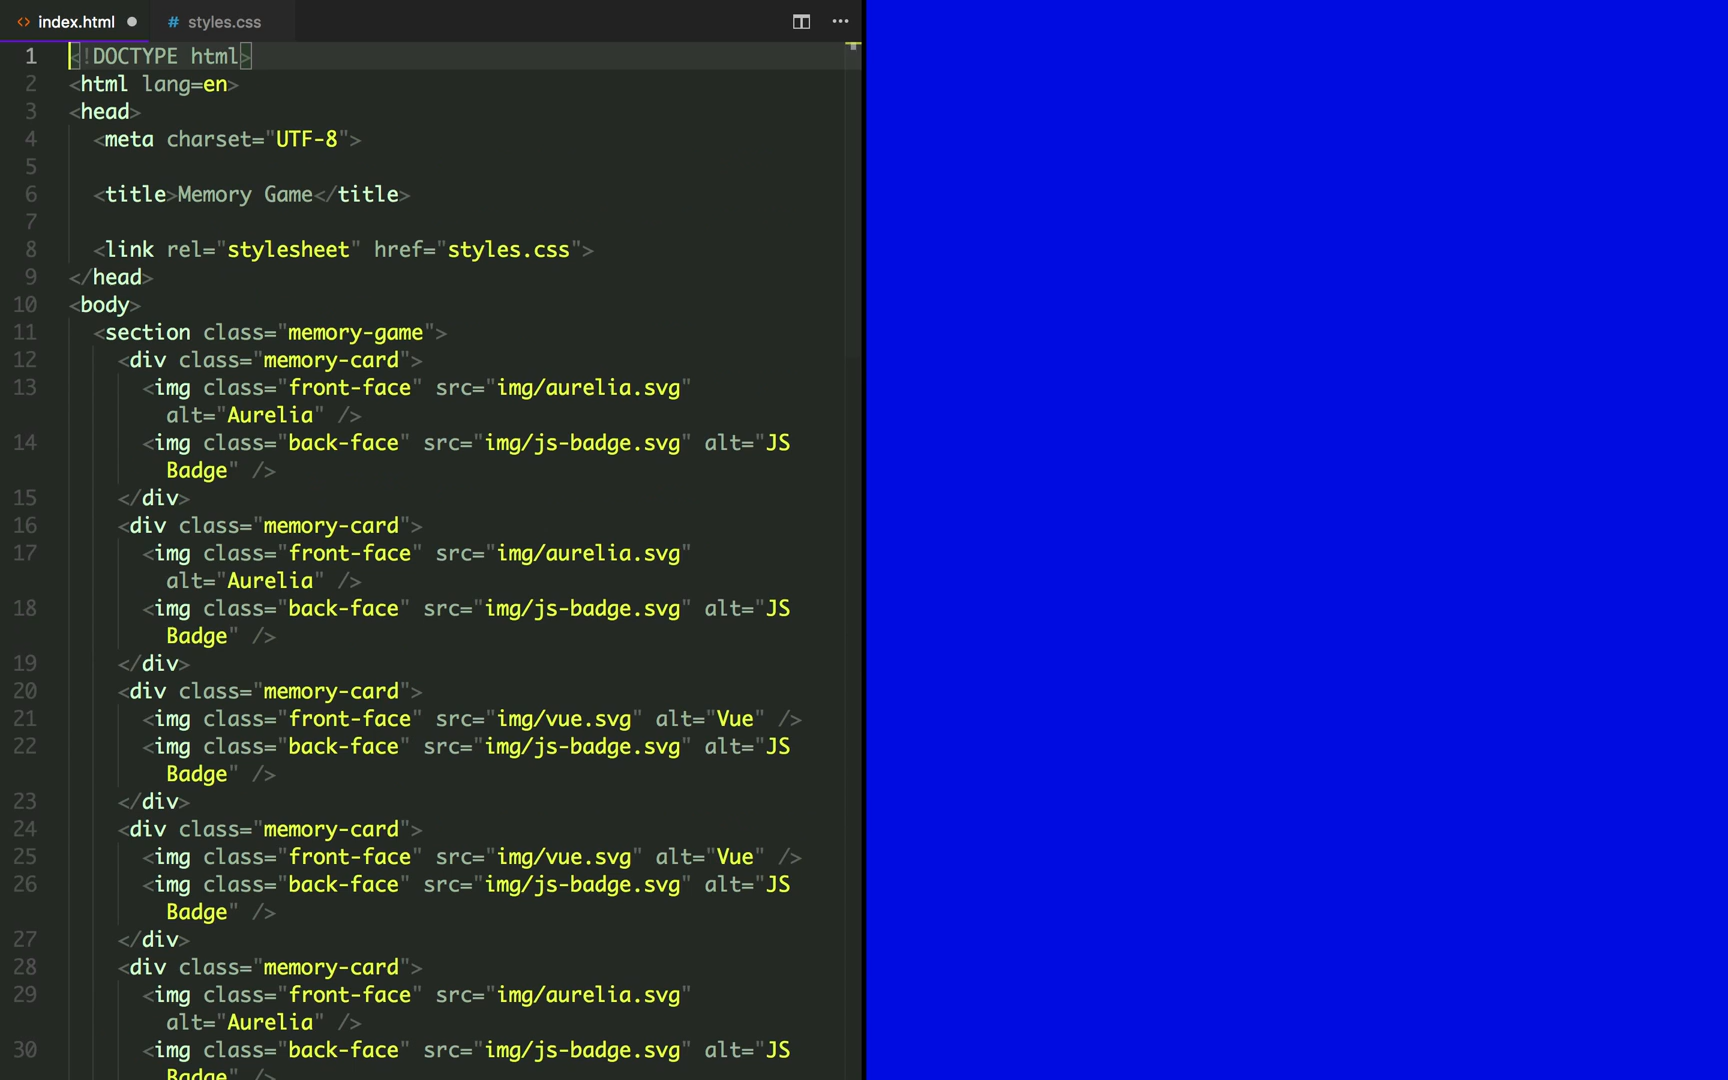 <> index.html ● # styles.css
1 <!DOCTYPE html>
2 <html lang=en>
3 <head>
4 <meta charset="UTF-8">
5
6 <title>Memory Game</title>
7
8 <link rel="stylesheet" href="styles.css">
9 </head>
10 <body>
11 <section class="memory-game">
12 <div class="memory-card">
13 <img class="front-face" src="img/aurelia.svg"
alt="Aurelia" />
14 <img class="back-face" src="img/js-badge.svg" alt="JS
Badge" />
15 </div>
16 <div class="memory-card">
17 <img class="front-face" src="img/aurelia.svg"
alt="Aurelia" />
18 <img class="back-face" src="img/js-badge.svg" alt="JS
Badge" />
19 </div>
20 <div class="memory-card">
21 <img class="front-face" src="img/vue.svg" alt="Vue" />
22 <img class="back-face" src="img/js-badge.svg" alt="JS
Badge" />
23 </div>
24 <div class="memory-card">
25 <img class="front-face" src="img/vue.svg" alt="Vue" />
26 <img class="back-face" src="img/js-badge.svg" alt="JS
Badge" />
27 </div>
28 <div class="memory-card">
29 <img class="front-face" src="img/aurelia.svg"
alt="Aurelia" />
30 <img class="back-face" src="img/js-badge.svg" alt="JS
Badge" />